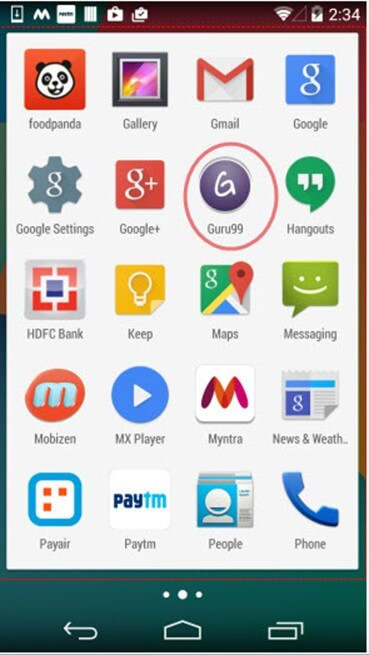 2:34
foodpanda
Gallery
Gmail
Google
Google Settings
Google+
Guru99
Hangouts
HDFC Bank
Keep
Maps
Messaging
Mobizen
MX Player
Myntra
News & Weath..
Payair
Paytm
People
Phone